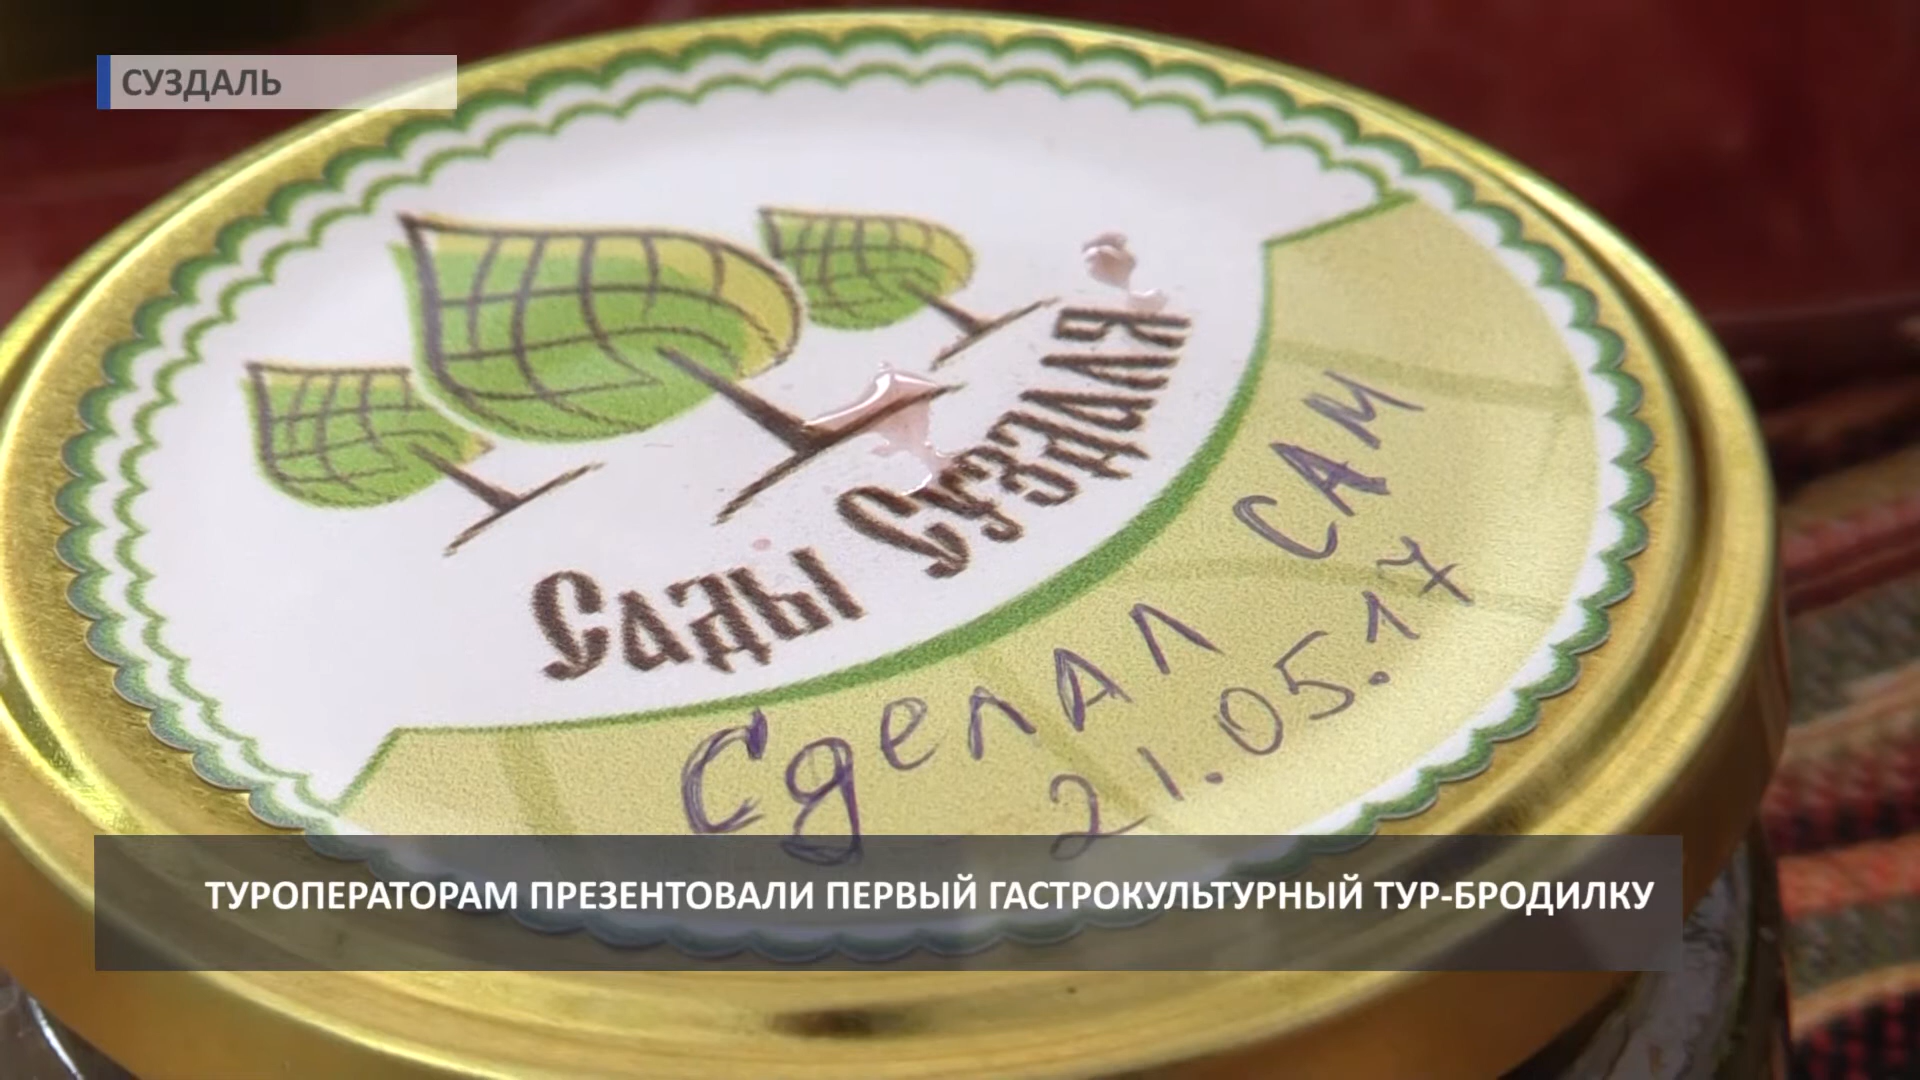 СУЗДАЛЬ
Сады Суздаля
Сделал САМ
21.05.17
ТУРОПЕРАТОРАМ ПРЕЗЕНТОВАЛИ ПЕРВЫЙ ГАСТРОКУЛЬТУРНЫЙ ТУР-БРОДИЛКУ